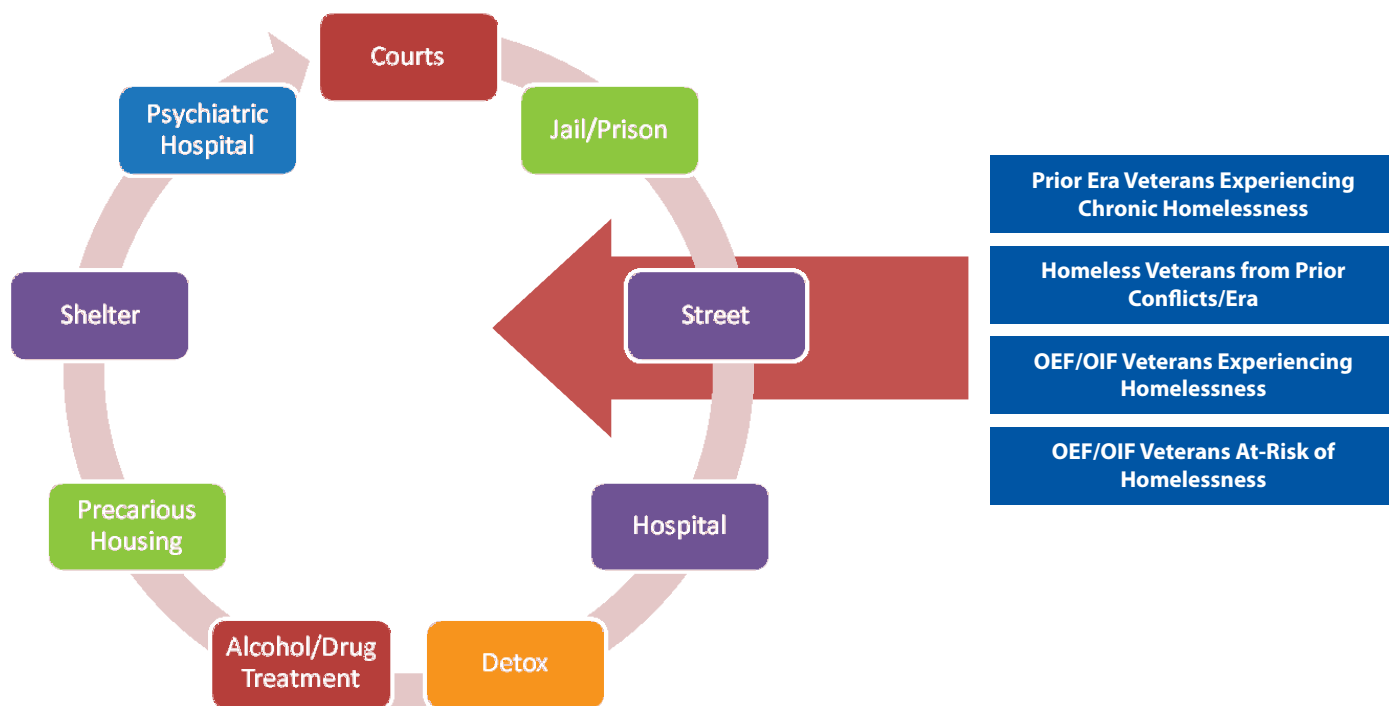 Courts
Jail/Prison
Street
Hospital
Detox
Alcohol/Drug
Treatment
Precarious
Housing
Shelter
Psychiatric
Hospital
Prior Era Veterans Experiencing
Chronic Homelessness
Homeless Veterans from Prior
Conflicts/Era
OEF/OIF Veterans Experiencing
Homelessness
OEF/OIF Veterans At-Risk of
Homelessness